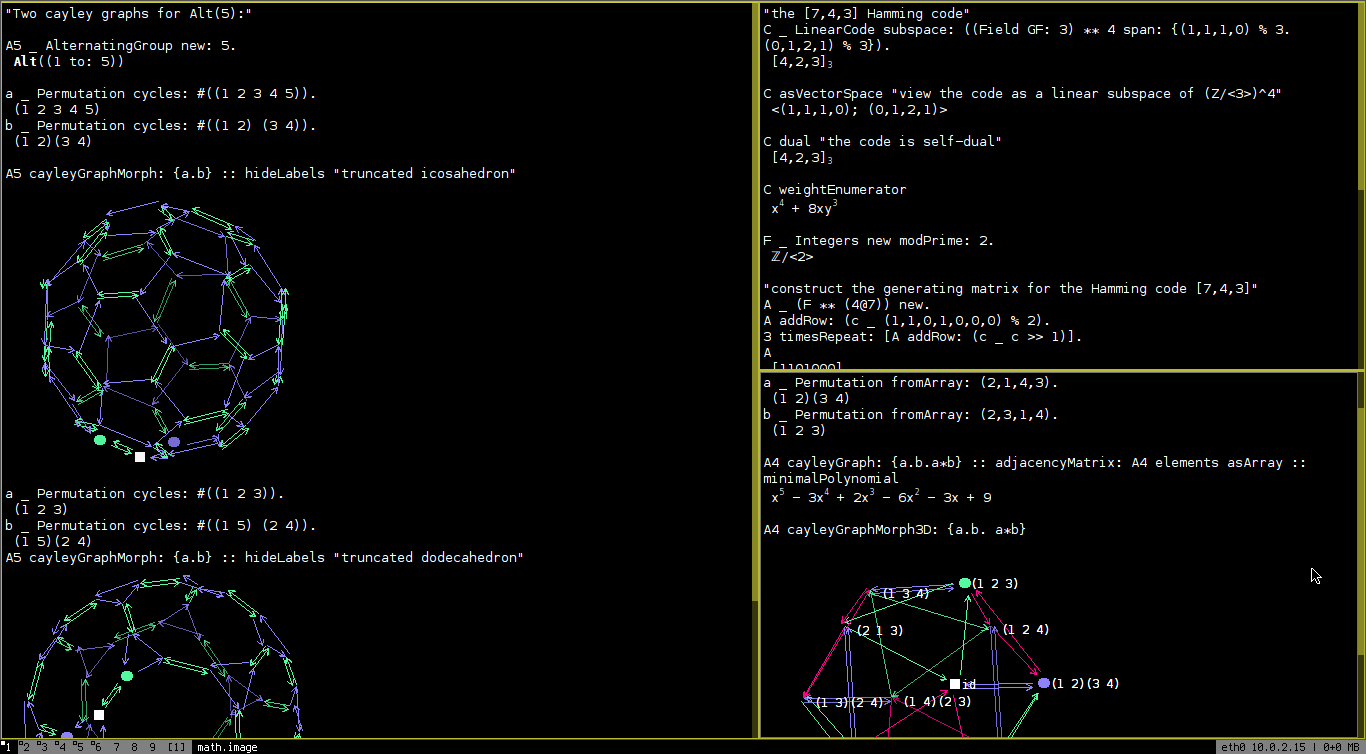 "Two cayley graphs for Alt(5):"
A5 _ AlternatingGroup new: 5.
Alt((1 to: 5))
a _ Permutation cycles: #((1 2 3 4 5)).
(1 2 3 4 5)
b _ Permutation cycles: #((1 2) (3 4)).
(1 2)(3 4)
A5 cayleyGraphMorph: {a.b} :: hideLabels "truncated icosahedron"
a _ Permutation cycles: #((1 2 3)).
(1 2 3)
b _ Permutation cycles: #((1 5) (2 4)).
(1 5)(2 4)
A5 cayleyGraphMorph: {a.b} :: hideLabels "truncated dodecahedron"
"the [7,4,3] Hamming code"
C _ LinearCode subspace: ((Field GF: 3) ** 4 span: {(1,1,1,0) % 3.
(0,1,2,1) % 3}).
[4,2,3]₃
C asVectorSpace "view the code as a linear subspace of (Z/<3>)^4"
<(1,1,1,0); (0,1,2,1)>
C dual "the code is self-dual"
[4,2,3]₃
C weightEnumerator
x⁴ + 8xy³
F _ Integers new modPrime: 2.
ℤ/<2>
"construct the generating matrix for the Hamming code [7,4,3]"
A _ (F ** (4@7)) new.
A addRow: (c _ (1,1,0,1,0,0,0) % 2).
3 timesRepeat: [A addRow: (c _ c >> 1)].
A
[1101000]
a _ Permutation fromArray: (2,1,4,3).
(1 2)(3 4)
b _ Permutation fromArray: (2,3,1,4).
(1 2 3)
A4 cayleyGraph: {a.b.a*b} :: adjacencyMatrix: A4 elements asArray ::
minimalPolynomial
x⁵ − 3x⁴ + 2x³ − 6x² − 3x + 9
A4 cayleyGraphMorph3D: {a.b. a*b}
(1 2 3)
(1 3 4)
(2 1 3)
(1 2 4)
id
(1 2)(3 4)
(1 3)(2 4)
(1 4)(2 3)
1 2 3 4 5 6 7 8 9 [1] math.image
eth0 10.0.2.15 | 0+0 MB